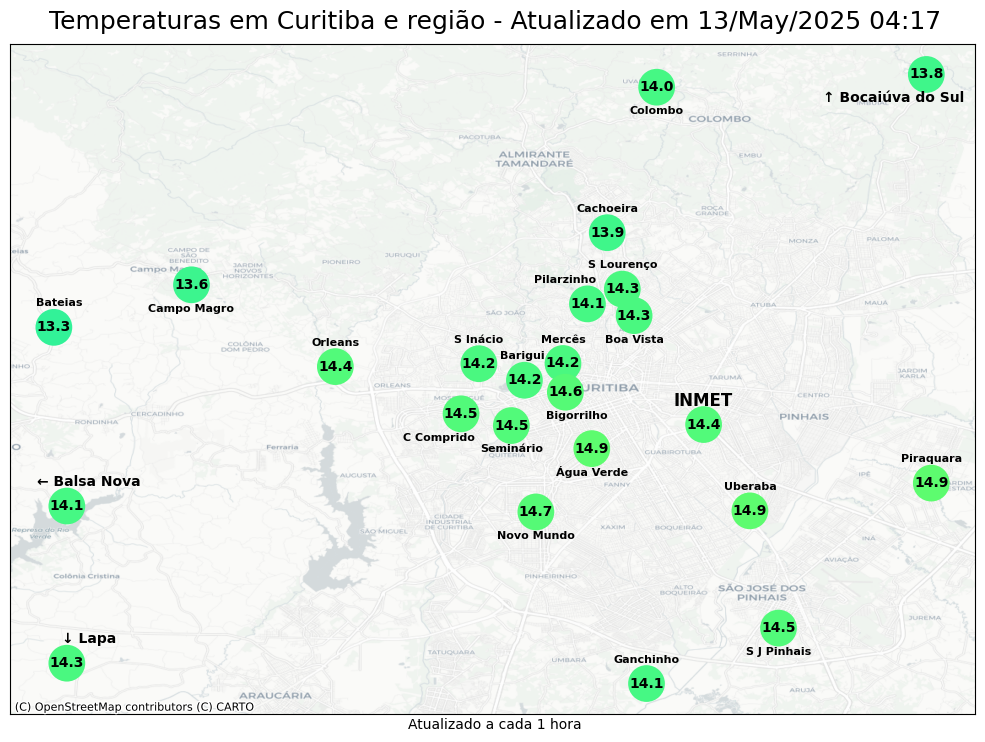 Temperaturas em Curitiba e região - Atualizado em 13/May/2025 04:17
SERRINHA
13.8
↑ Bocaiúva do Sul
14.0
Colombo
COLOMBO
PACOTUBA
ALMIRANTE
TAMANDARÉ
EMBU
Cachoeira
13.9
ROÇA
GRANDE
MONZA
PALOMA
CAMPO DE
SÃO
BENEDITO
JARDIM
NOVOS
HORIZONTES
PIONEIRO
JURUQUI
S Lourenço
14.3
Pilarzinho
14.1
13.6
Campo Magro
Bateias
13.3
ATUBA
MAUÁ
SÃO JOÃO
14.3
Boa Vista
COLÔNIA
DOM PEDRO
Orleans
14.4
S Inácio
14.2
Barigui
14.2
Mercês
14.2
14.6
Bigorrilho
ORLEANS
TARUMÃ
JARDIM
KARLA
CENTRO
PINHAIS
INMET
14.4
14.5
C Comprido
14.5
Seminário
CERCADINHO
RONDINHA
Ferraria
14.9
Água Verde
GUABIROTUBA
FANNY
Piraquara
14.9
IPÊ
AUGUSTA
← Balsa Nova
14.1
Uberaba
14.9
14.7
Novo Mundo
CIDADE
INDUSTRIAL
DE CURITIBA
SÃO MIGUEL
XAXIM
BOQUEIRÃO
INÁ
AVIAÇÃO
Represa do Rio
Verde
Colônia Cristina
PINHEIRINHO
ALTO
BOQUEIRÃO
SÃO JOSÉ DOS
PINHAIS
JUREMA
14.5
S J Pinhais
↓ Lapa
14.3
TATUQUARA
UMBARÁ
Ganchinho
14.1
ARUJÁ
ARAUCÁRIA
(C) OpenStreetMap contributors (C) CARTO
Atualizado a cada 1 hora